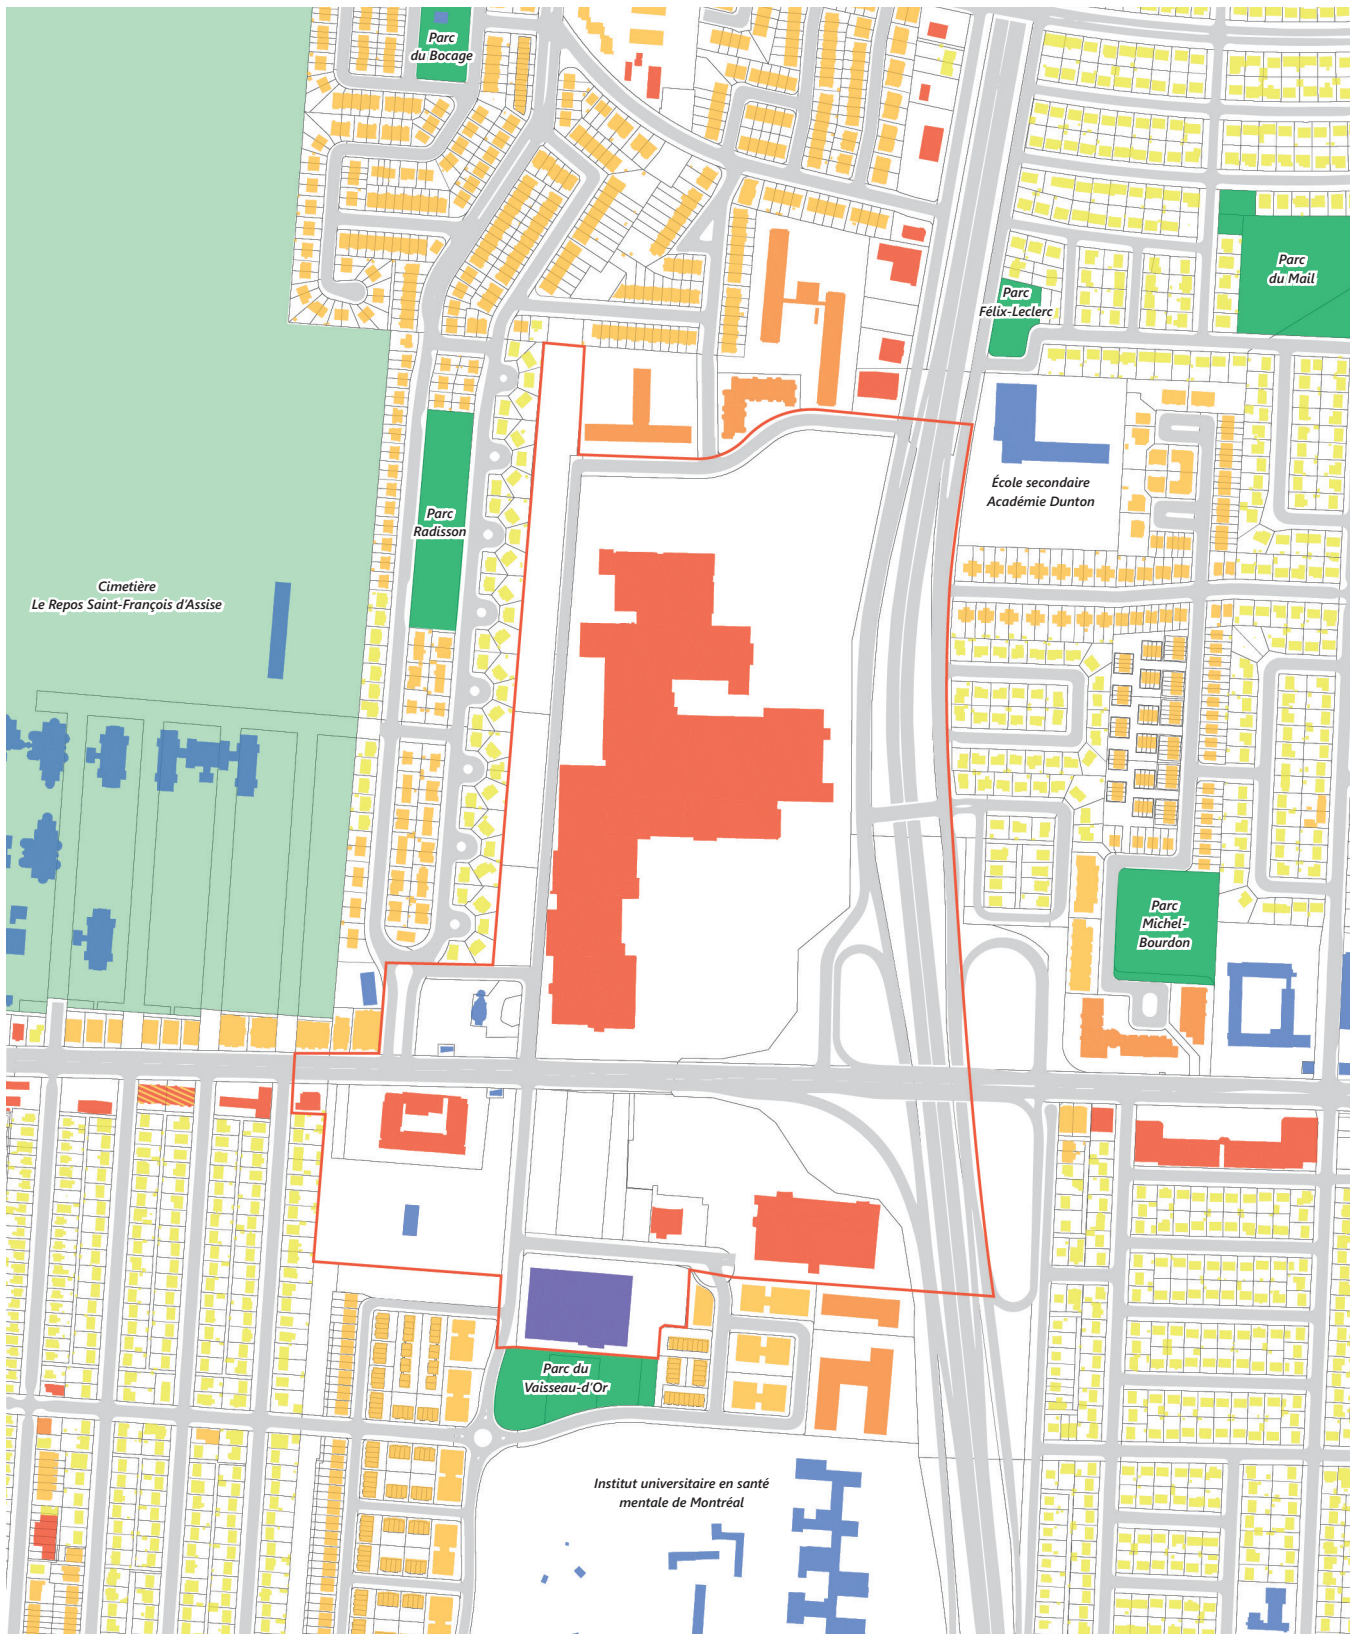 Parc
du Bocage
Parc
du Mail
Parc
Félix-Leclerc
École secondaire
Académie Dunton
Parc
Radisson
Cimetière
Le Repos Saint-François d'Assise
Parc
Michel-
Bourdon
Parc du
Vaisseau-d'Or
Institut universitaire en santé
mentale de Montréal